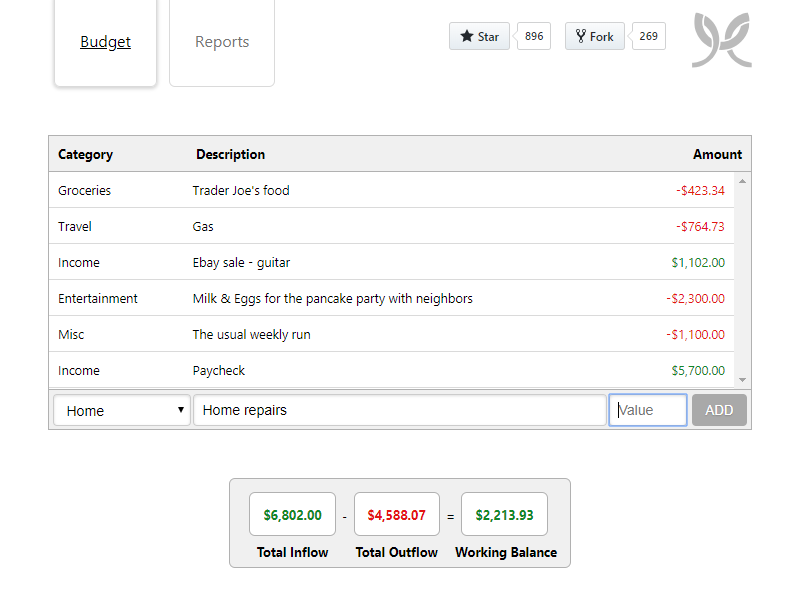 Budget Reports Star 896 Fork 269
Category Description Amount
Groceries Trader Joe's food -$423.34
Travel Gas -$764.73
Income Ebay sale - guitar $1,102.00
Entertainment Milk & Eggs for the pancake party with neighbors -$2,300.00
Misc The usual weekly run -$1,100.00
Income Paycheck $5,700.00
Home Home repairs Value ADD
$6,802.00 - $4,588.07 = $2,213.93
Total Inflow Total Outflow Working Balance